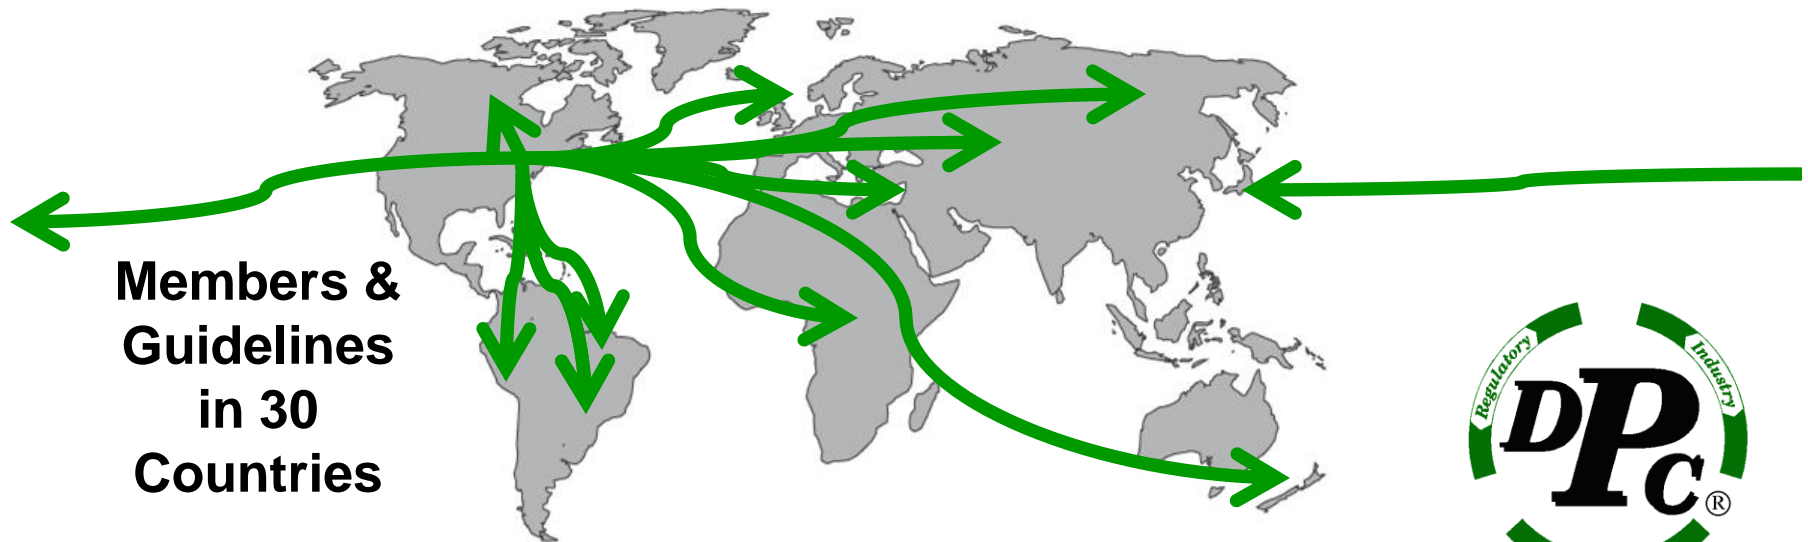 Members &
Guidelines
in 30
Countries
Regulatory
Industry
DPC®